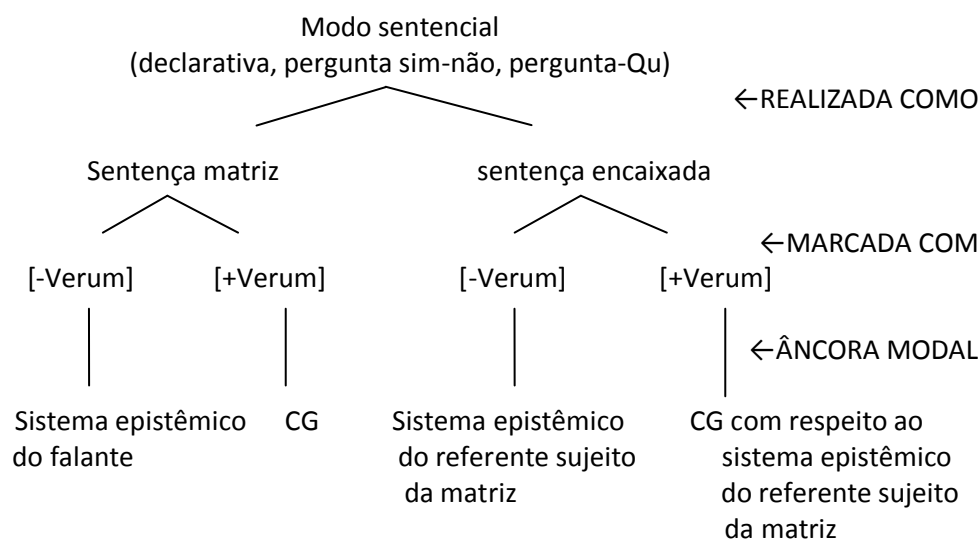 Modo sentencial
(declarativa, pergunta sim-não, pergunta-Qu)
←REALIZADA COMO
Sentença matriz sentença encaixada
←MARCADA COM
[-Verum] [+Verum] [-Verum] [+Verum]
←ÂNCORA MODAL
Sistema epistêmico CG Sistema epistêmico CG com respeito ao
do falante do referente sujeito sistema epistêmico
da matriz do referente sujeito
da matriz